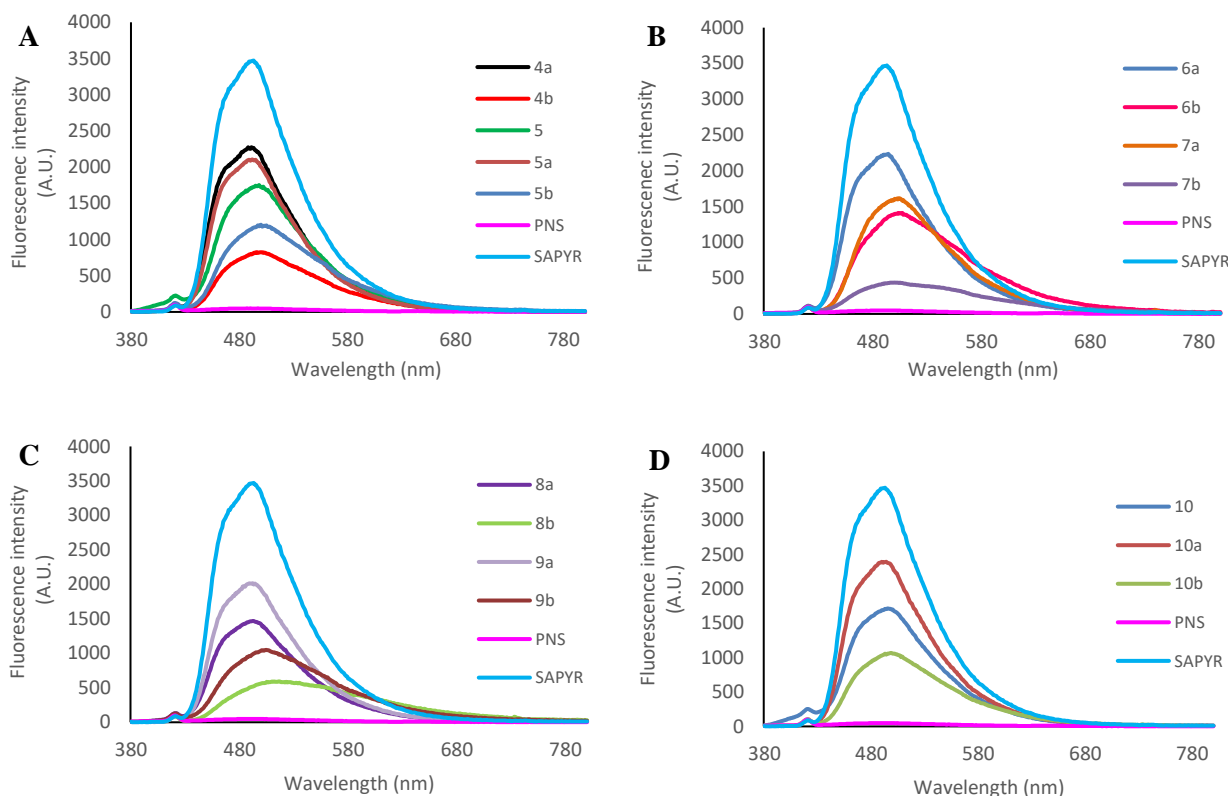 A
Fluorescenec intensity
(A.U.)
4000
3500
3000
2500
2000
1500
1000
500
0
380
480
580
680
780
Wavelength (nm)
4a
4b
5
5a
5b
PNS
SAPYR
B
Fluorescenec intensity
(A.U.)
4000
3500
3000
2500
2000
1500
1000
500
0
380
480
580
680
780
Wavelength (nm)
6a
6b
7a
7b
PNS
SAPYR
C
Fluorescence intensity
(A.U.)
4000
3500
3000
2500
2000
1500
1000
500
0
380
480
580
680
780
Wavelength (nm)
8a
8b
9a
9b
PNS
SAPYR
D
Fluorescence intensity
(A.U.)
4000
3500
3000
2500
2000
1500
1000
500
0
380
480
580
680
780
Wavelength (nm)
10
10a
10b
PNS
SAPYR